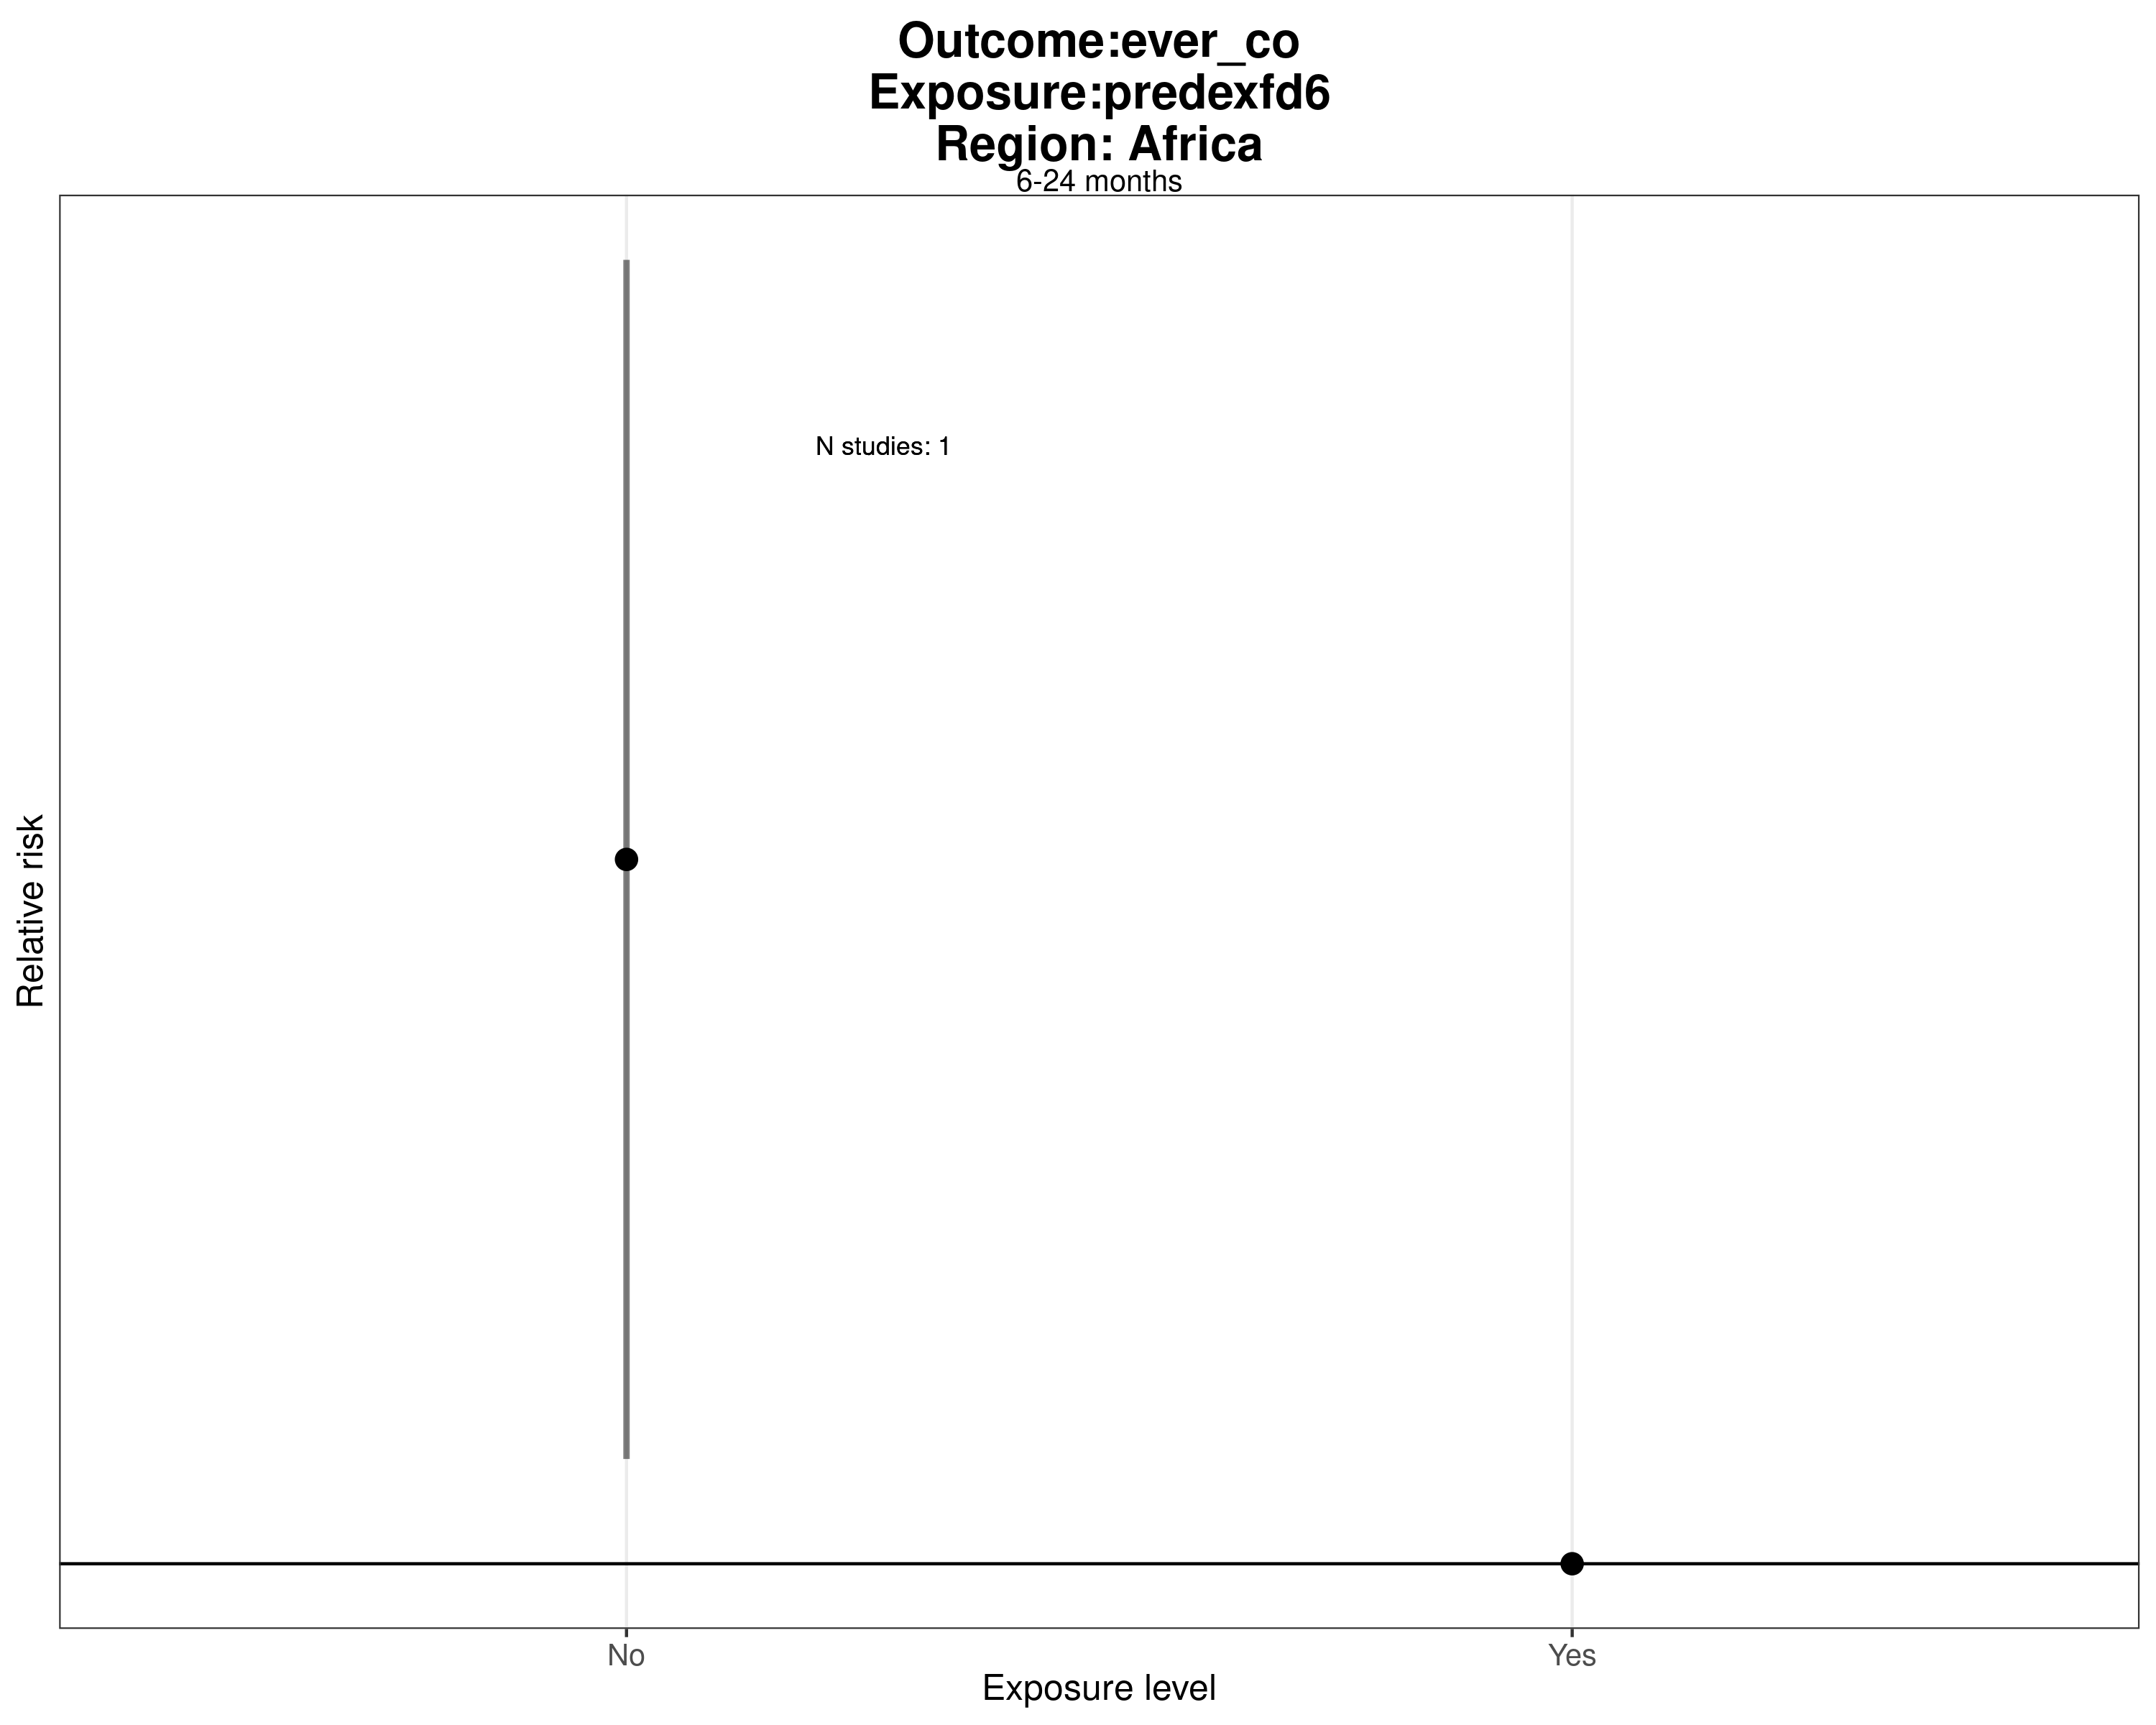 Outcome:ever_co
Exposure:predexfd6
Region: Africa
6-24 months
N studies: 1
Relative risk
No
Yes
Exposure level